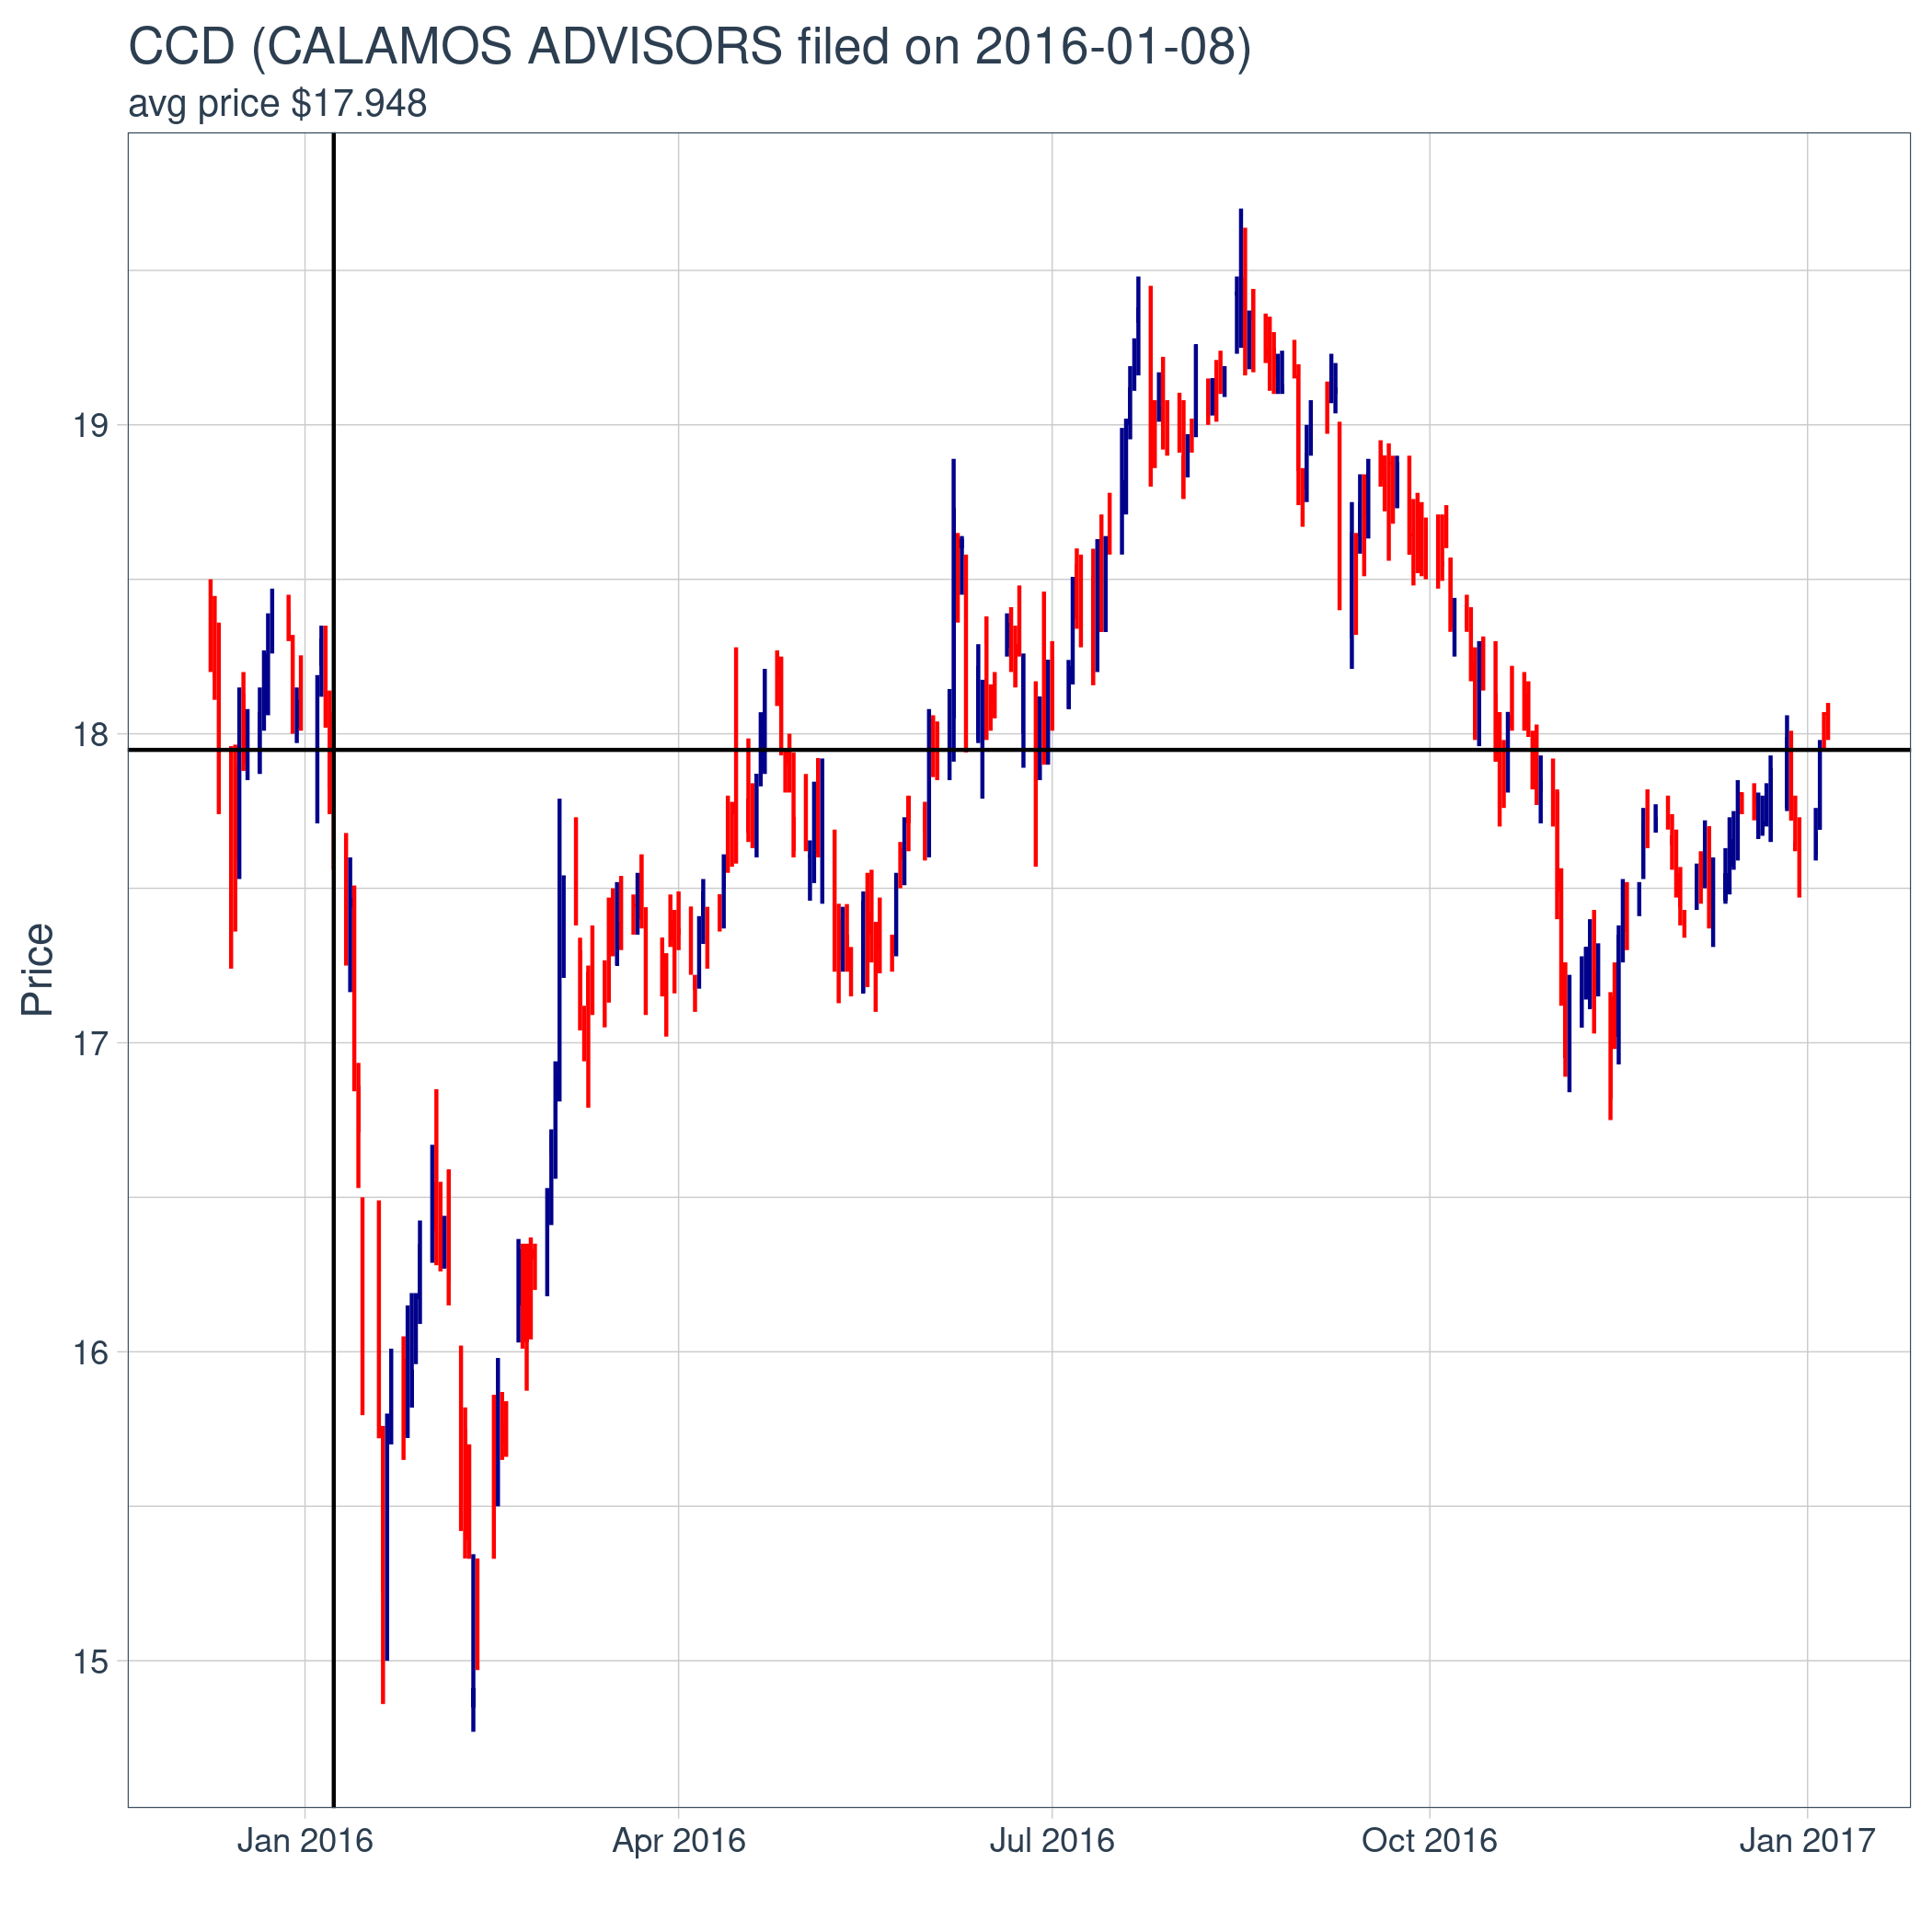 CCD (CALAMOS ADVISORS filed on 2016-01-08)
avg price $17.948
19
18
17
16
15
Price
Jan 2016
Apr 2016
Jul 2016
Oct 2016
Jan 2017